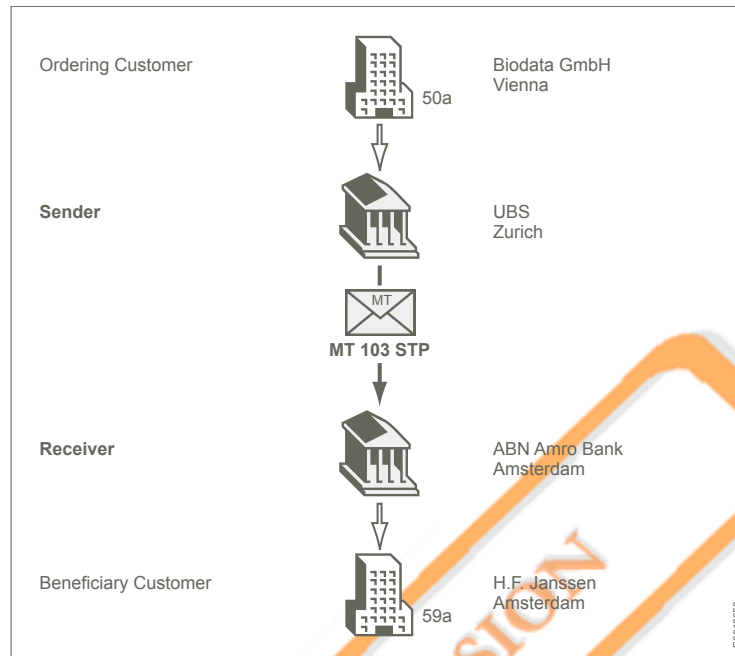 Ordering Customer
50a
Biodata GmbH
Vienna
Sender
UBS
Zurich
MT
MT 103 STP
Receiver
ABN Amro Bank
Amsterdam
Beneficiary Customer
59a
H.F. Janssen
Amsterdam
SION